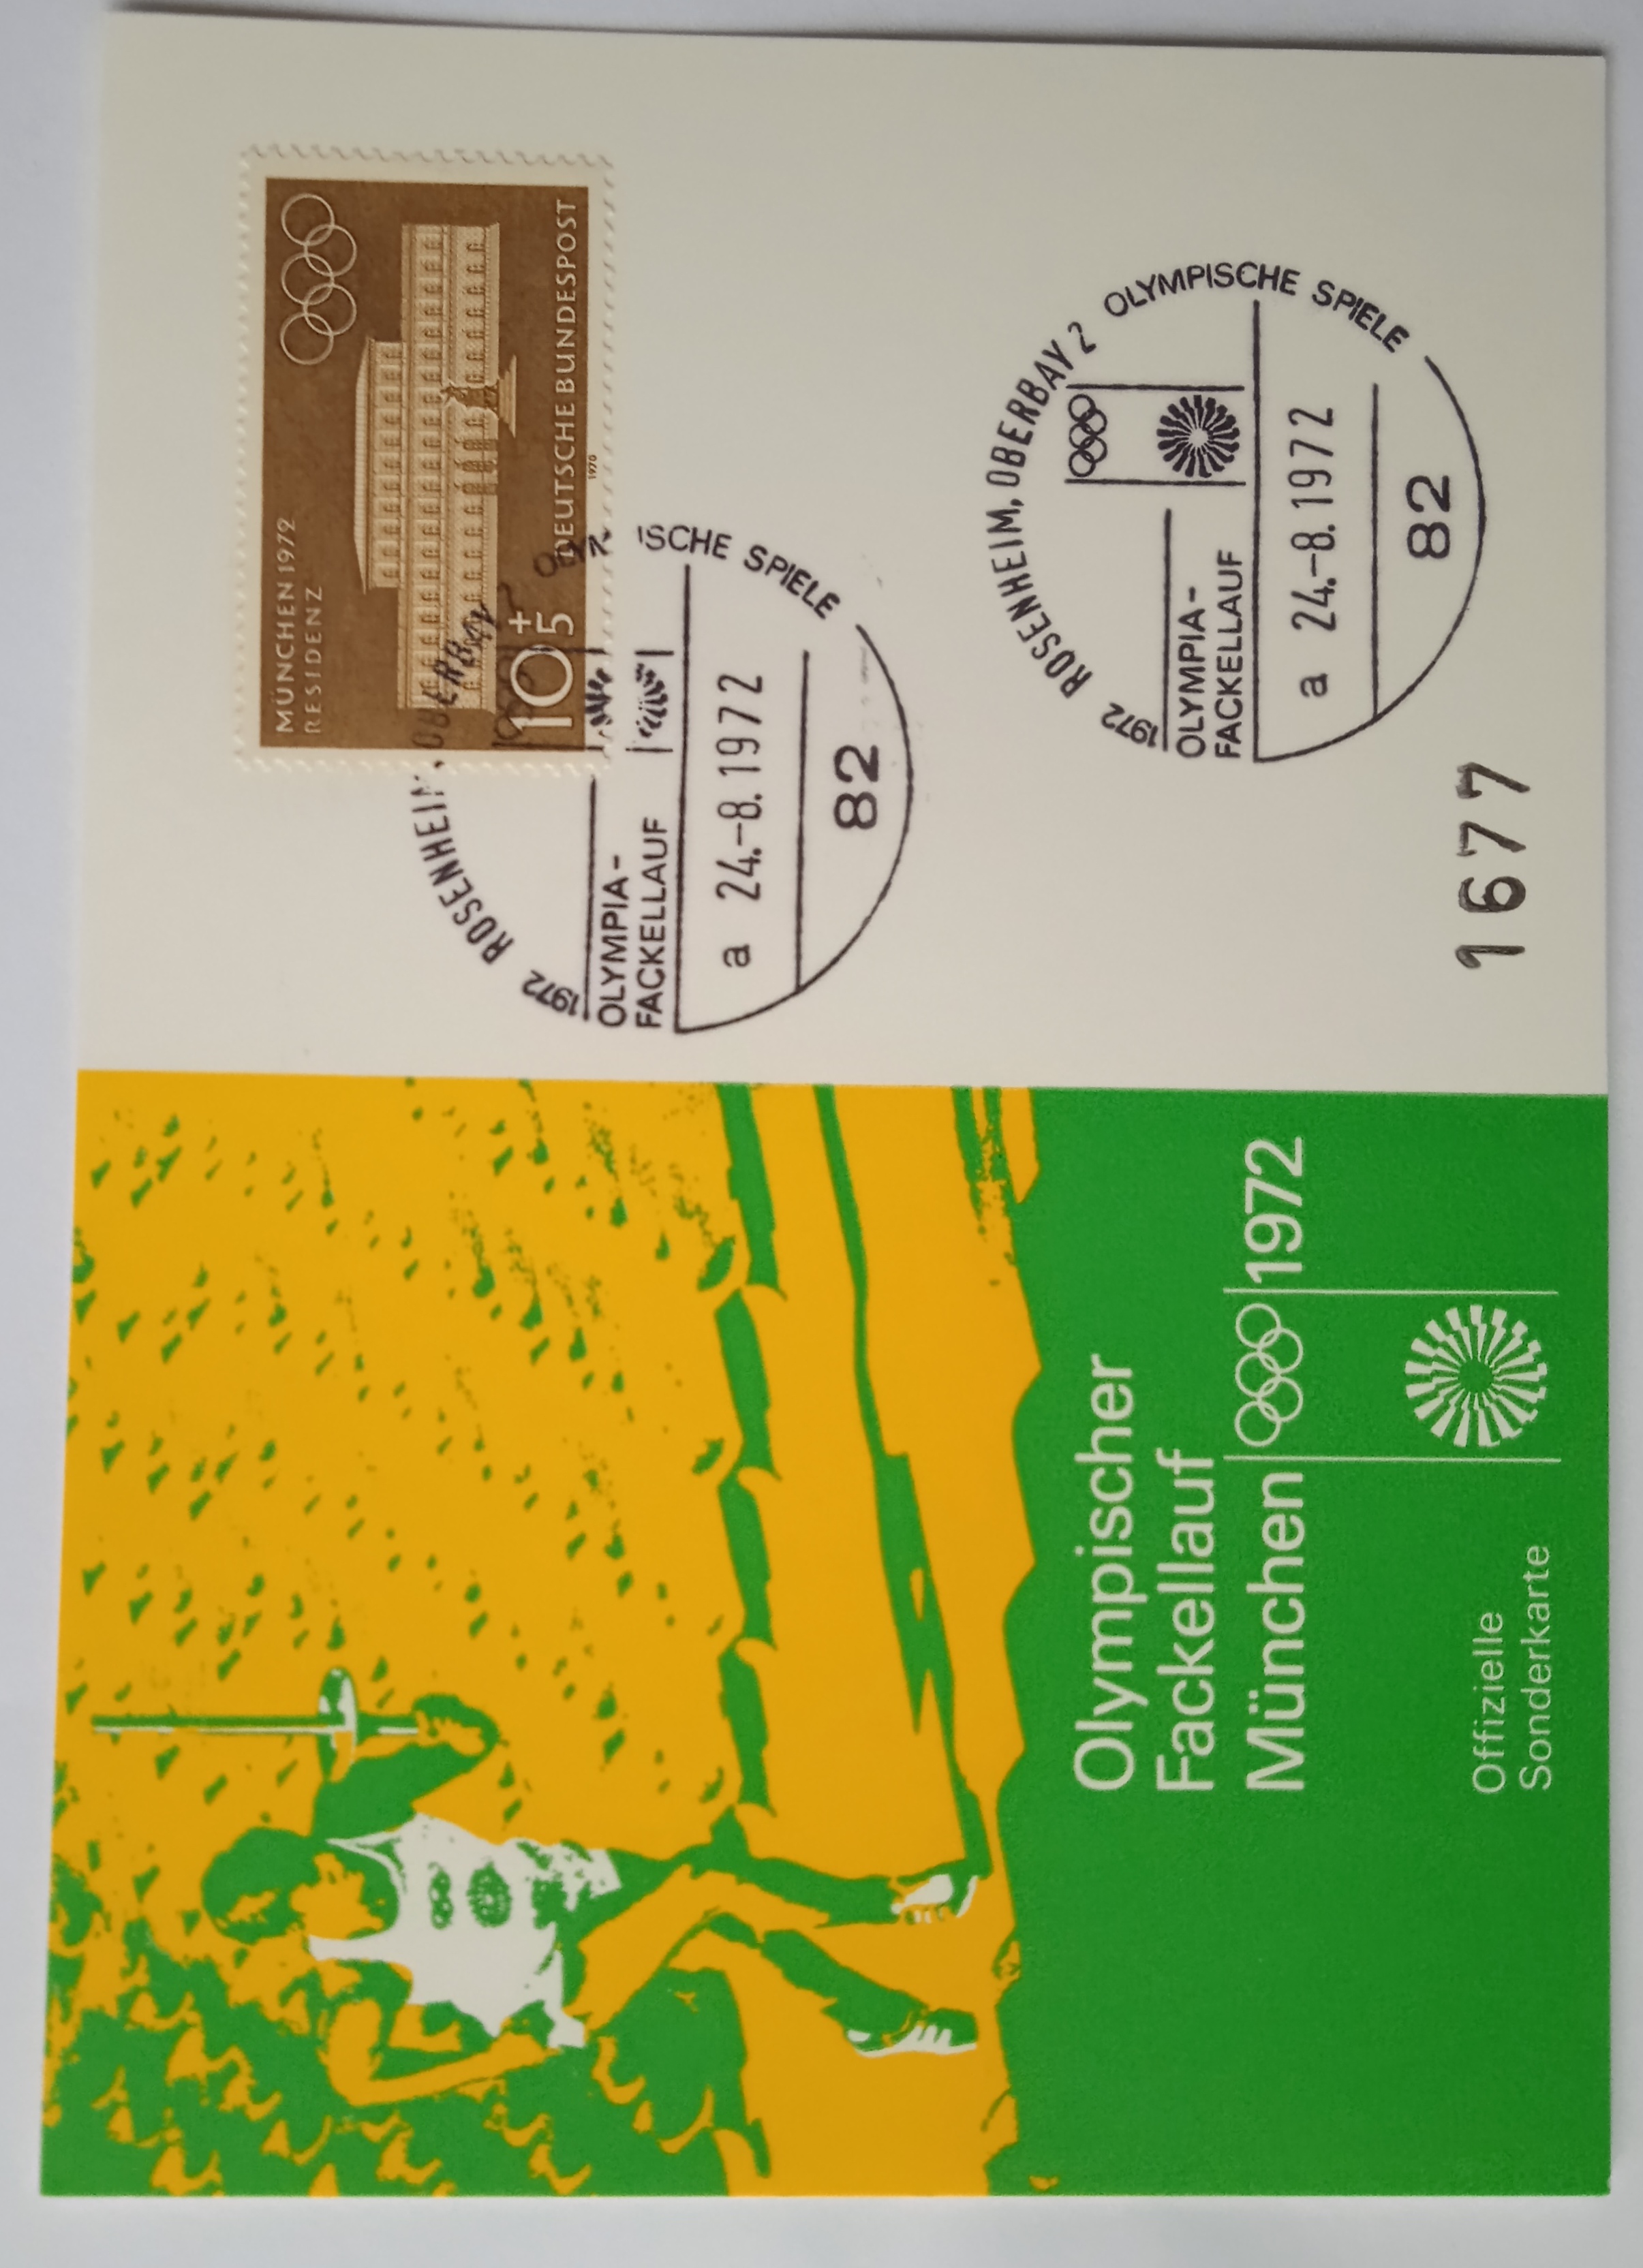 Olympischer
Fackellauf
München 1972
Offizielle
Sonderkarte
MÜNCHEN 1972
RESIDENZ
10+5
DEUTSCHE BUNDESPOST
1970
ROSENHEIM, OBERBAY 2
ISCHE SPIELE
1972
OLYMPIA-
FACKELLAUF
a 24.-8.1972
82
ROSENHEIM, OBERBAY 2
OLYMPISCHE SPIELE
1972
OLYMPIA-
FACKELLAUF
a 24.-8.1972
82
1677